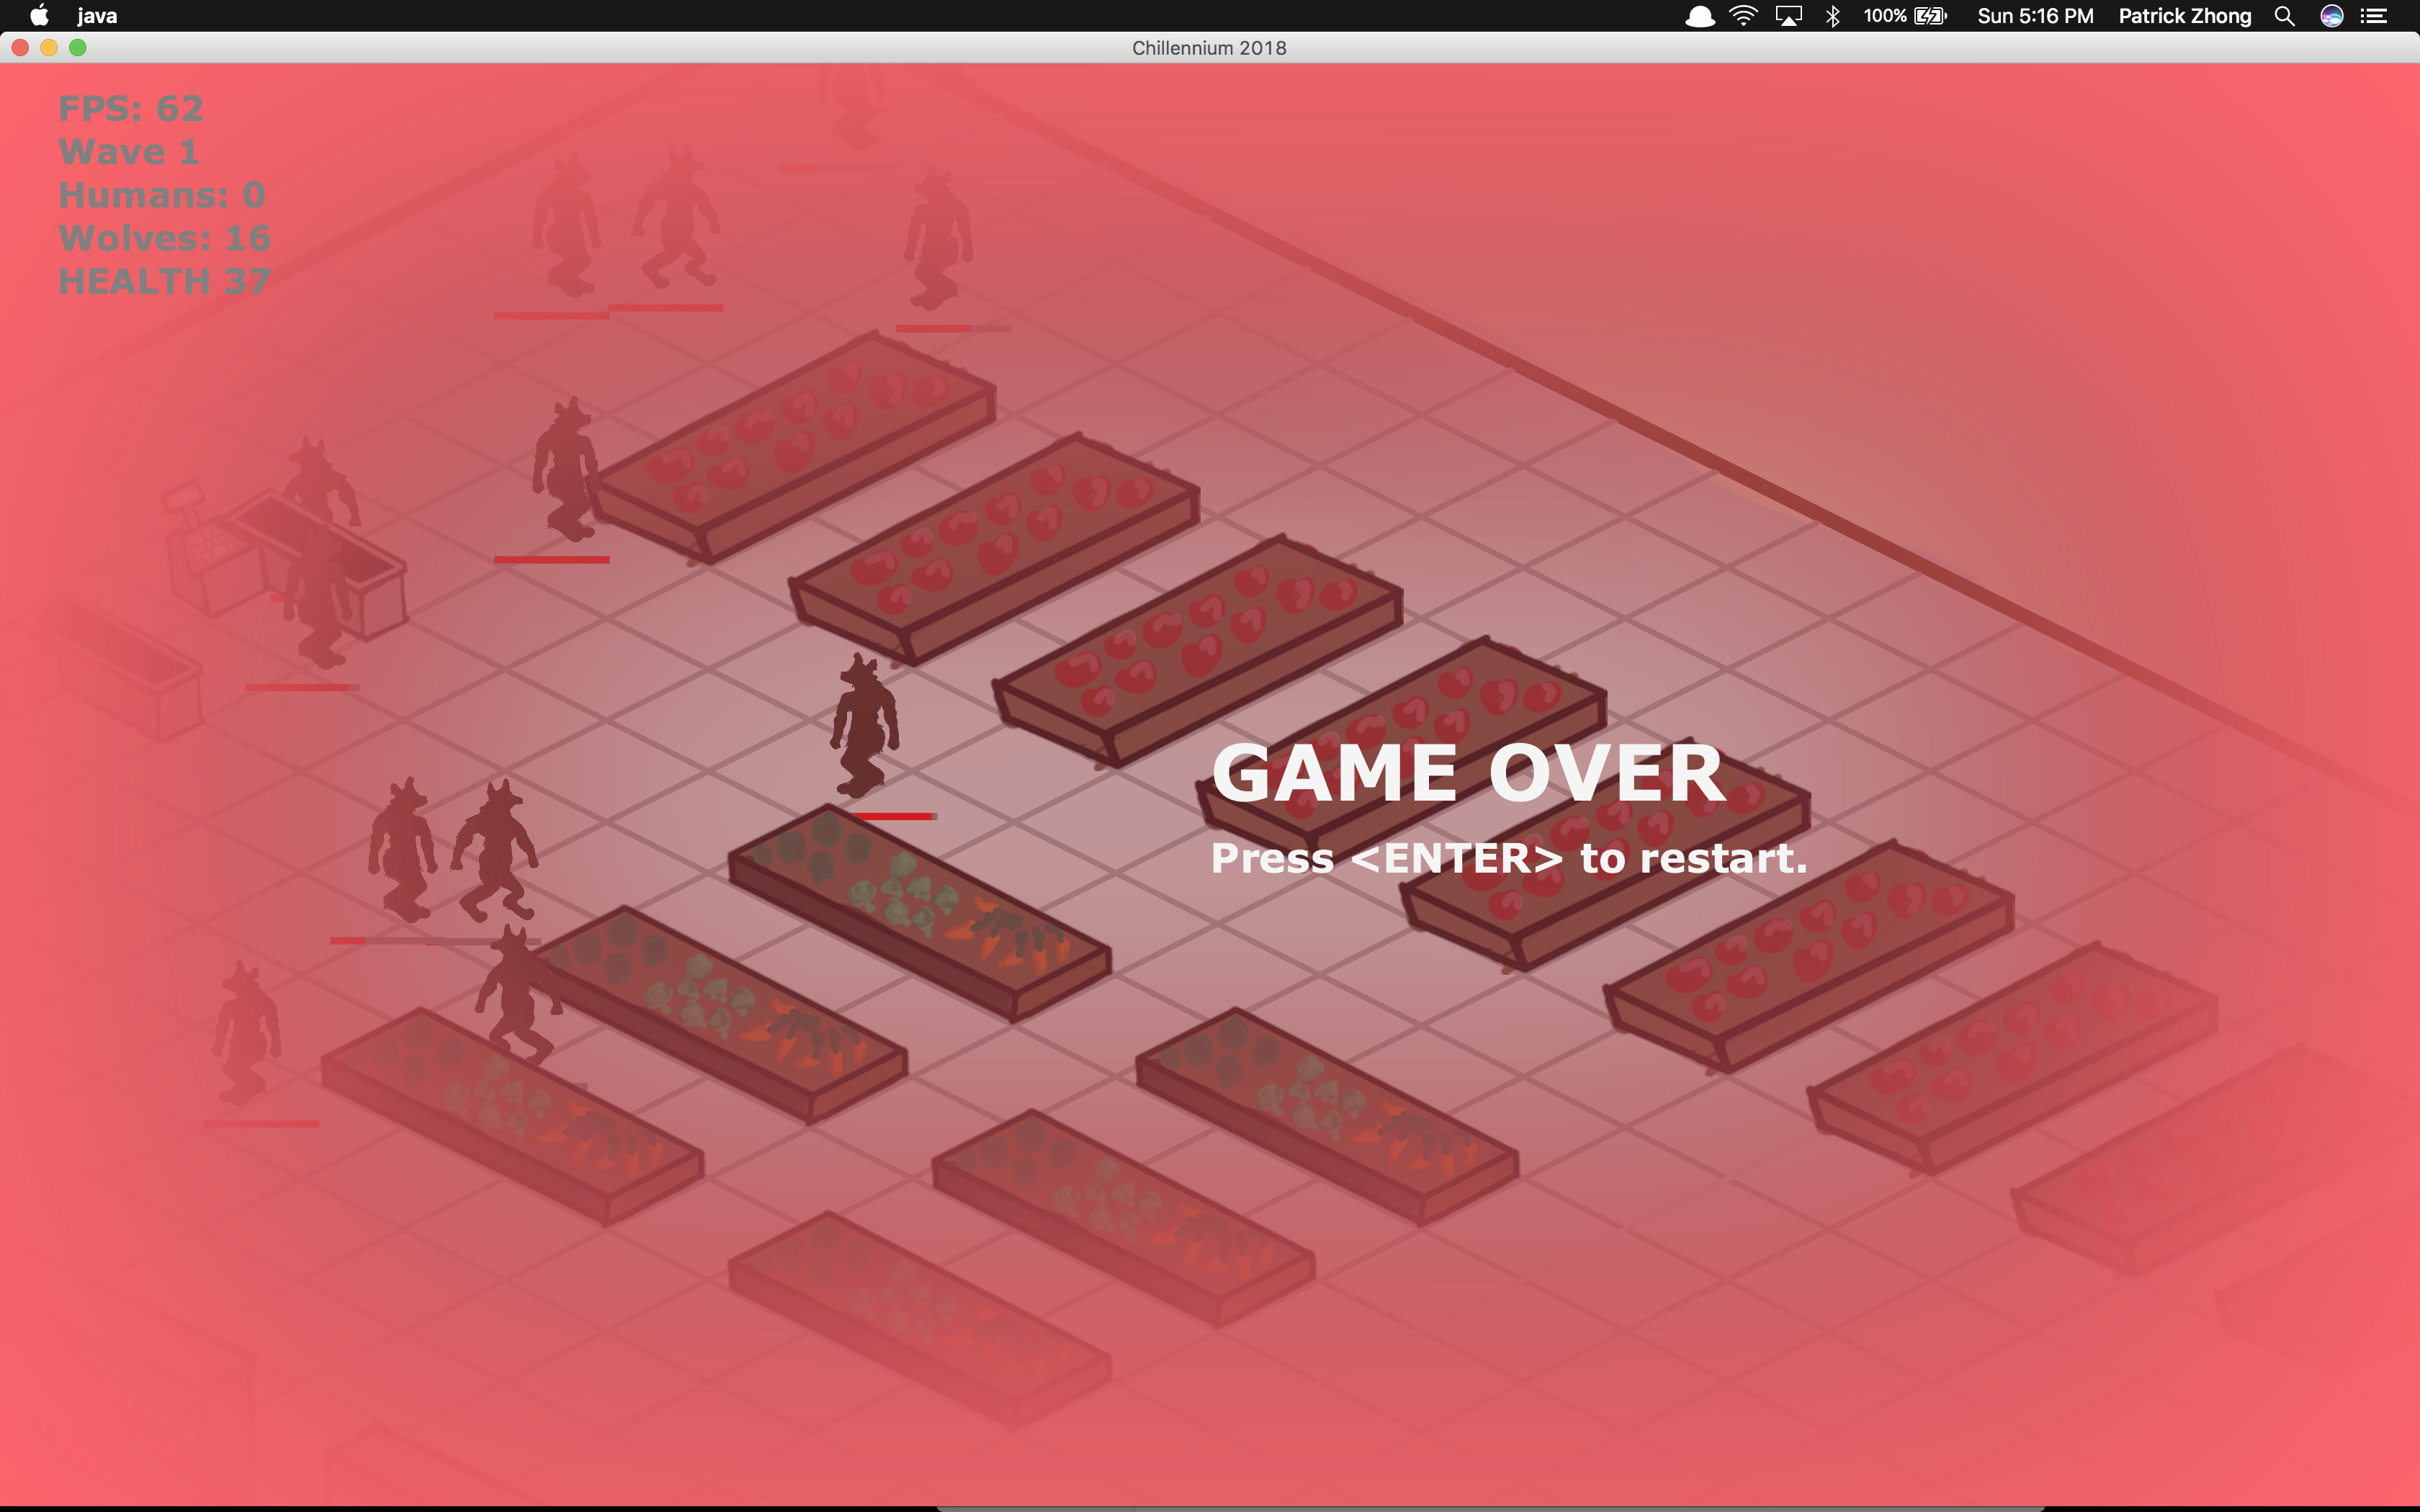 java
100%
Sun 5:16 PM
Patrick Zhong
Chillennium 2018
FPS: 62
Wave 1
Humans: 0
Wolves: 16
HEALTH 37
GAME OVER
Press <ENTER> to restart.